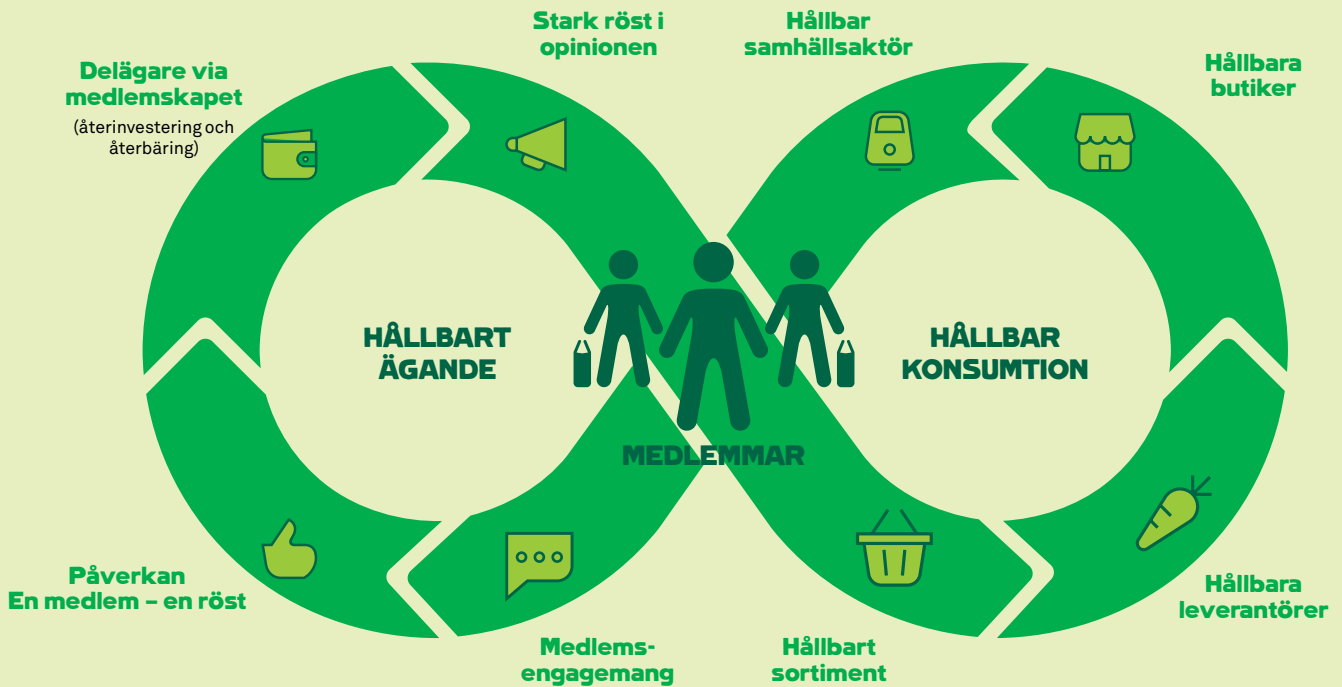 Stark röst i
opinionen
Hållbar
samhällsaktör
Delägare via
medlemskapet
(återinvestering och
återbäring)
Hållbara
butiker
HÅLLBART
ÄGANDE
HÅLLBAR
KONSUMTION
MEDLEMMAR
Påverkan
En medlem – en röst
Hållbara
leverantörer
Medlems-
engagemang
Hållbart
sortiment